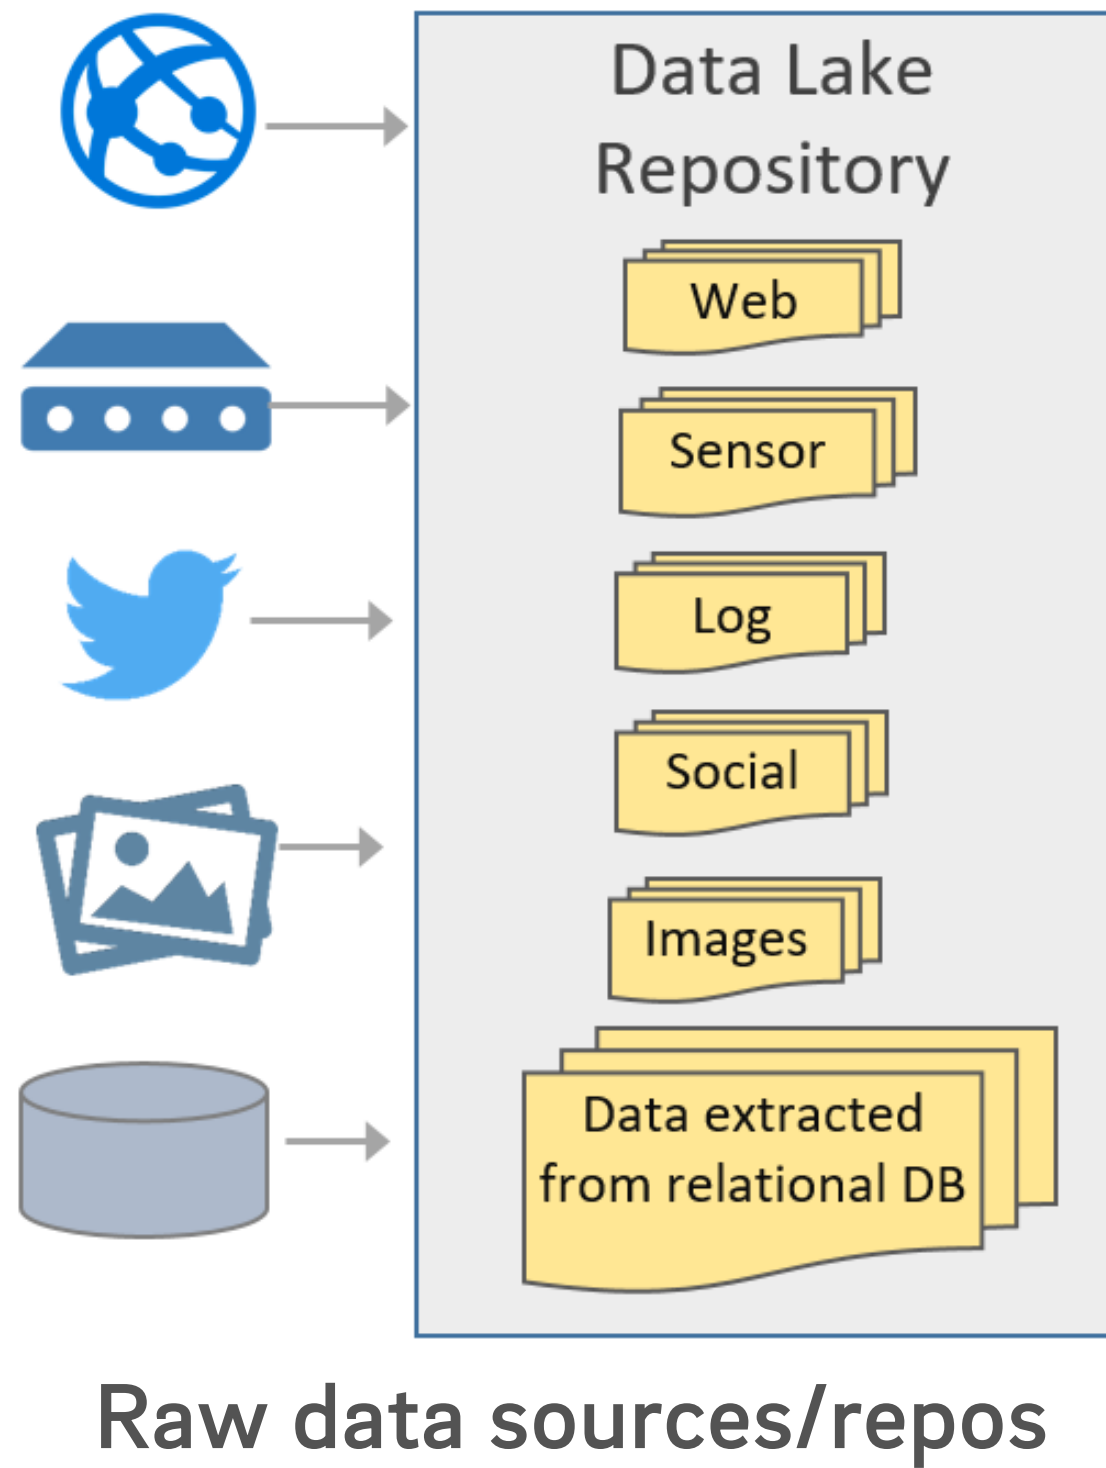 Data Lake
Repository
Web
Sensor
Log
Social
Images
Data extracted
from relational DB
Raw data sources/repos